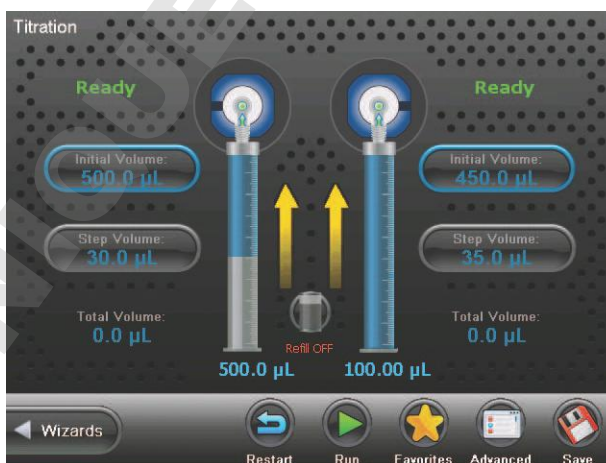 Titration
Ready
Ready
Initial Volume:
500.0 µL
Initial Volume:
450.0 µL
Step Volume:
30.0 µL
Step Volume:
35.0 µL
Total Volume:
0.0 µL
Total Volume:
0.0 µL
Refill OFF
500.0 µL
100.00 µL
Wizards
Restart
Run
Favorites
Advanced
Save